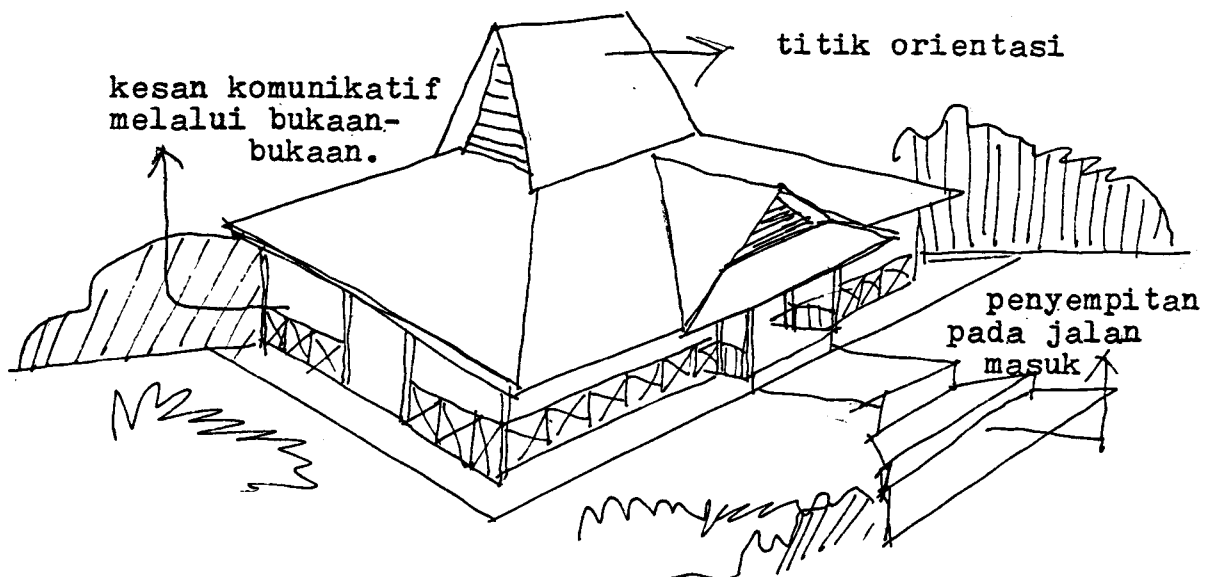 titik orientasi
kesan komunikatif
melalui bukaan-
bukaan.
penyempitan
pada jalan
masuk